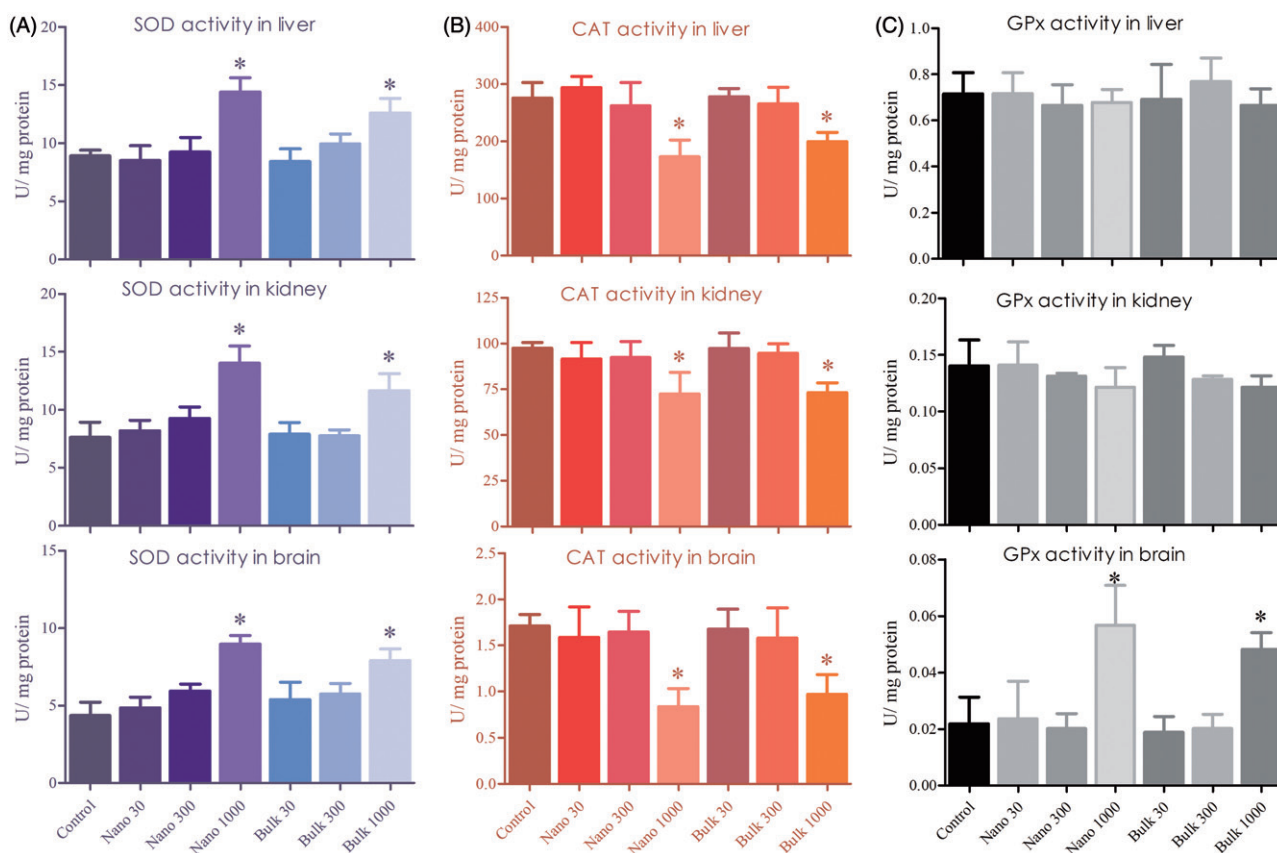 (A)
SOD activity in liver
U/ mg protein
20
15
10
5
0
*
*
SOD activity in kidney
U/ mg protein
20
15
10
5
0
*
*
SOD activity in brain
U/ mg protein
15
10
5
0
*
*
Control
Nano 30
Nano 300
Nano 1000
Bulk 30
Bulk 300
Bulk 1000
(B)
CAT activity in liver
U/ mg protein
400
300
200
100
0
*
*
CAT activity in kidney
U/ mg protein
125
100
75
50
25
0
*
*
CAT activity in brain
U/ mg protein
2.5
2.0
1.5
1.0
0.5
0.0
*
*
Control
Nano 30
Nano 300
Nano 1000
Bulk 30
Bulk 300
Bulk 1000
(C)
GPx activity in liver
U/ mg protein
1.0
0.8
0.6
0.4
0.2
0.0
GPx activity in kidney
U/ mg protein
0.20
0.15
0.10
0.05
0.00
GPx activity in brain
U/ mg protein
0.08
0.06
0.04
0.02
0.00
*
*
Control
Nano 30
Nano 300
Nano 1000
Bulk 30
Bulk 300
Bulk 1000